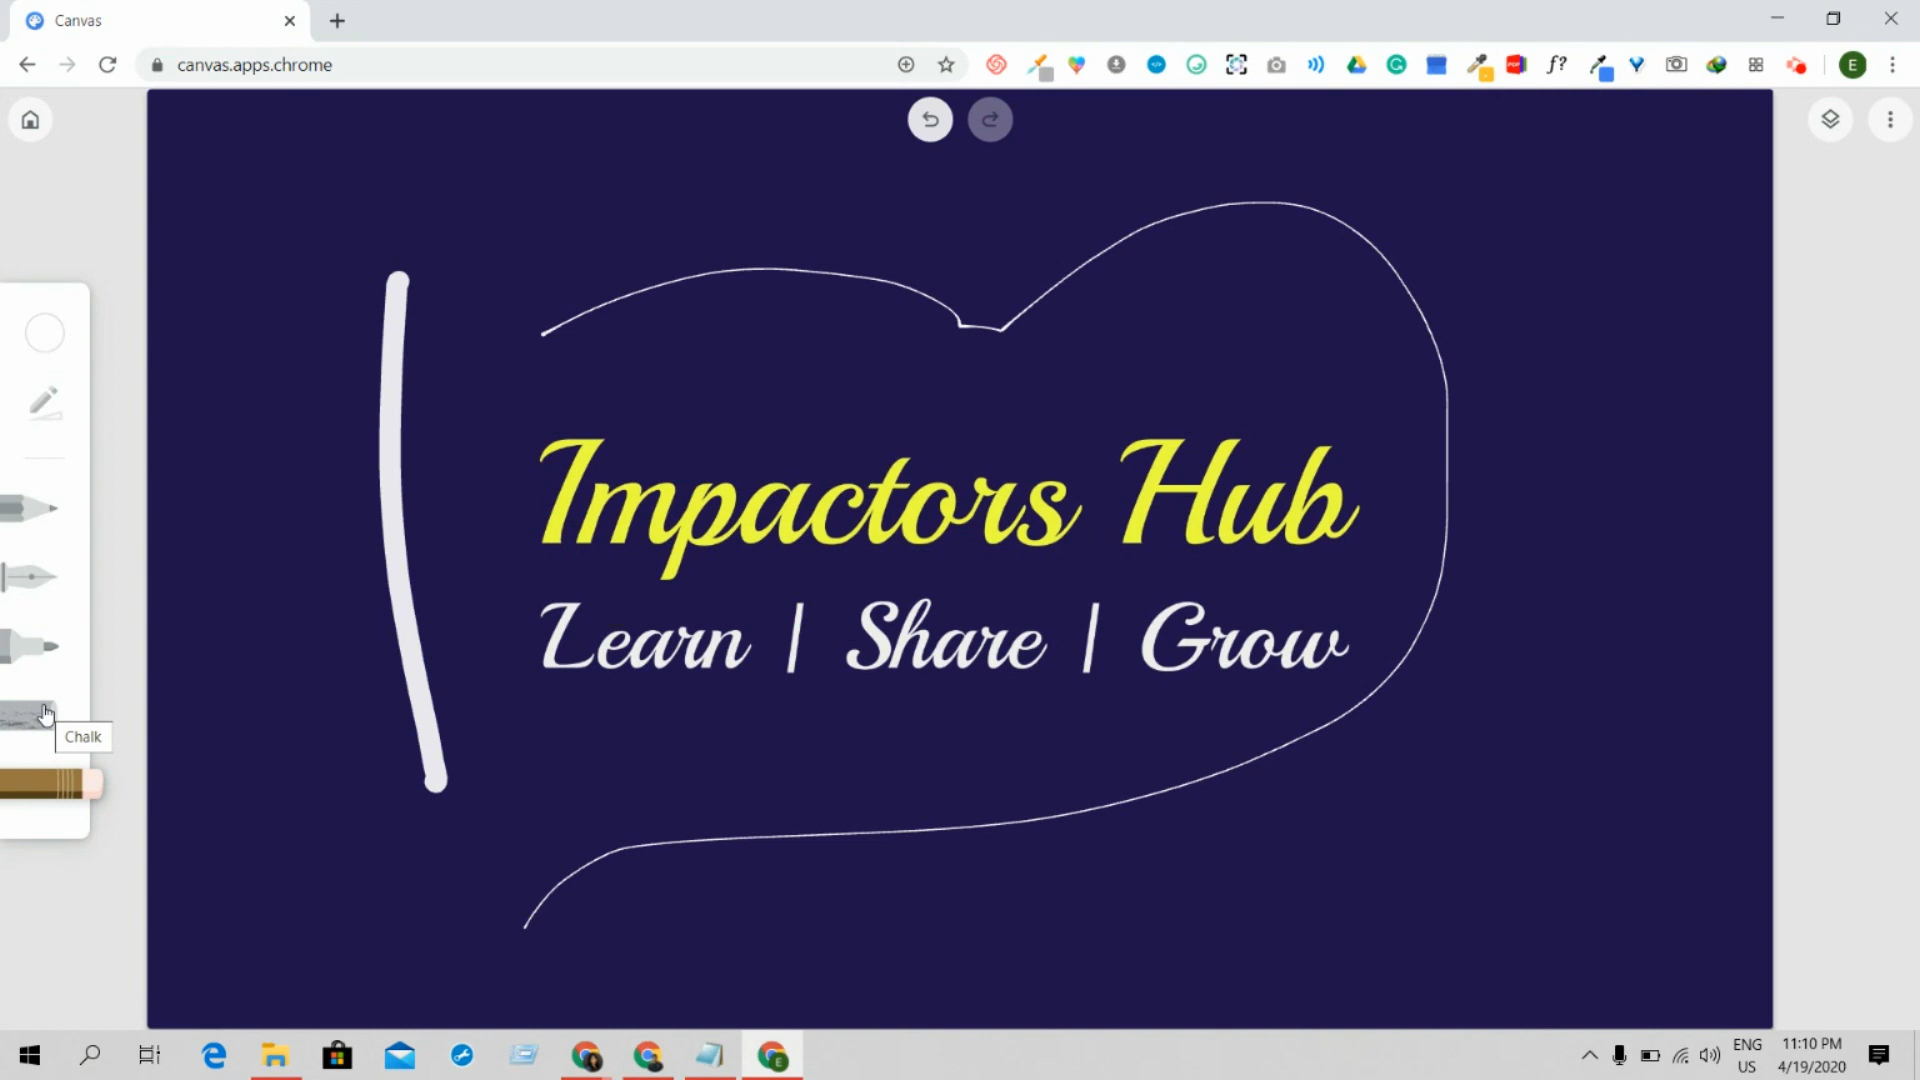 Canvas
canvas.apps.chrome
f?
E
Impactors Hub
Learn | Share | Grow
Chalk
ENG
US
11:10 PM
4/19/2020